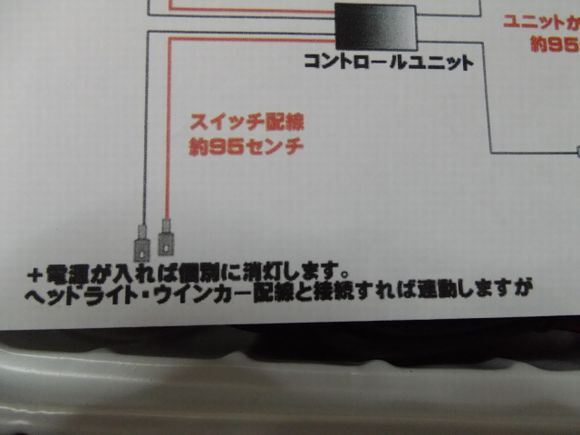 ユニットか
約95
コントロールユニット
スイッチ配線
約95センチ
＋電源が入れば個別に消灯します。
ヘッドライト・ウインカー配線と接続すれば連動しますが